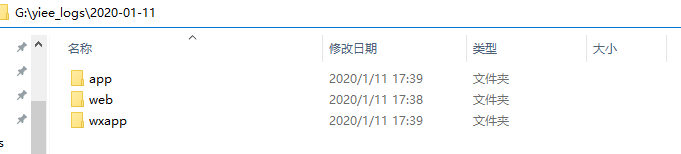 G:\yiee_logs\2020-01-11
名称 修改日期 类型 大小
app 2020/1/11 17:39 文件夹
web 2020/1/11 17:38 文件夹
wxapp 2020/1/11 17:39 文件夹
s